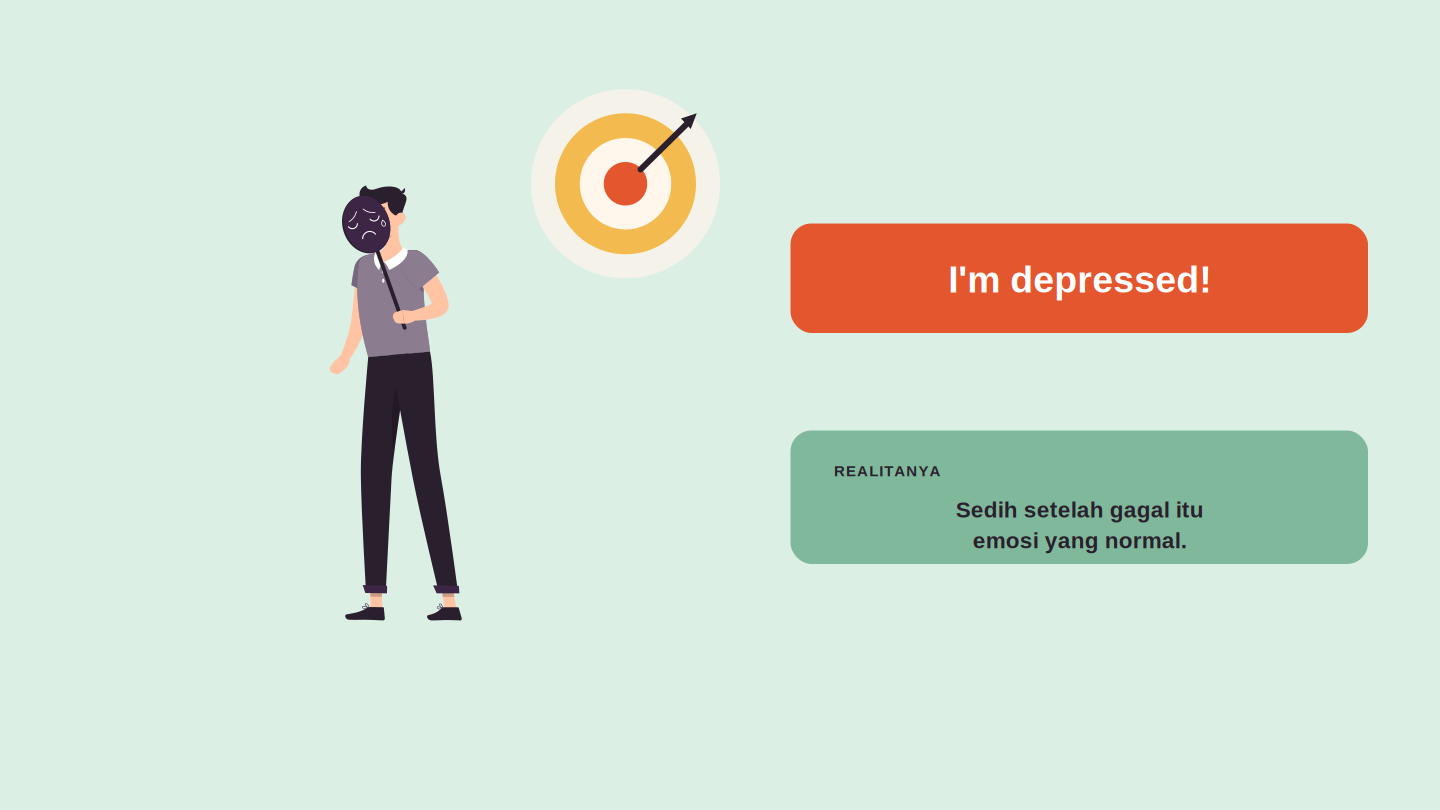 I'm depressed!
REALITANYA
Sedih setelah gagal itu
emosi yang normal.